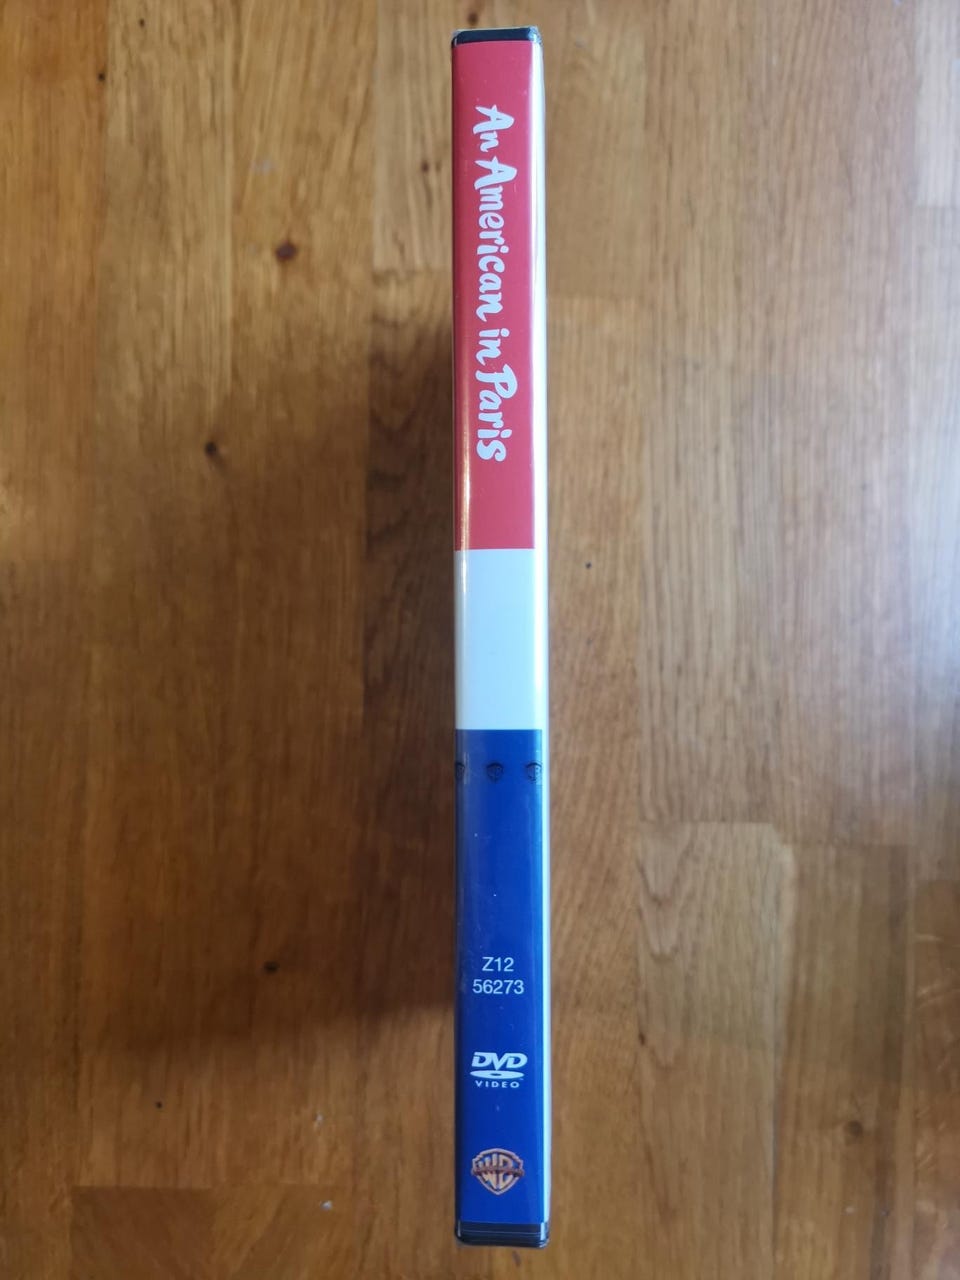 An American in Paris
Z12
56273
DVD
VIDEO
WB